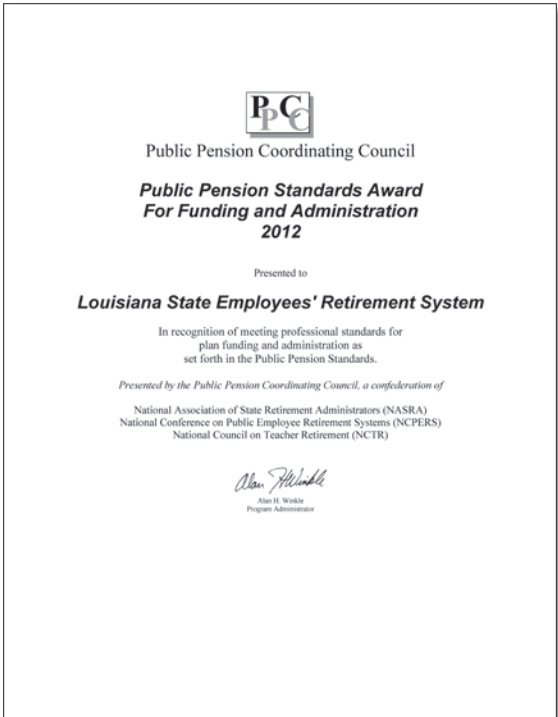 PPCC
Public Pension Coordinating Council
Public Pension Standards Award
For Funding and Administration
2012
Presented to
Louisiana State Employees' Retirement System
In recognition of meeting professional standards for
plan funding and administration as
set forth in the Public Pension Standards.
Presented by the Public Pension Coordinating Council, a confederation of
National Association of State Retirement Administrators (NASRA)
National Conference on Public Employee Retirement Systems (NCPERS)
National Council on Teacher Retirement (NCTR)
Alan H Winkle
Alan H. Winkle
Program Administrator